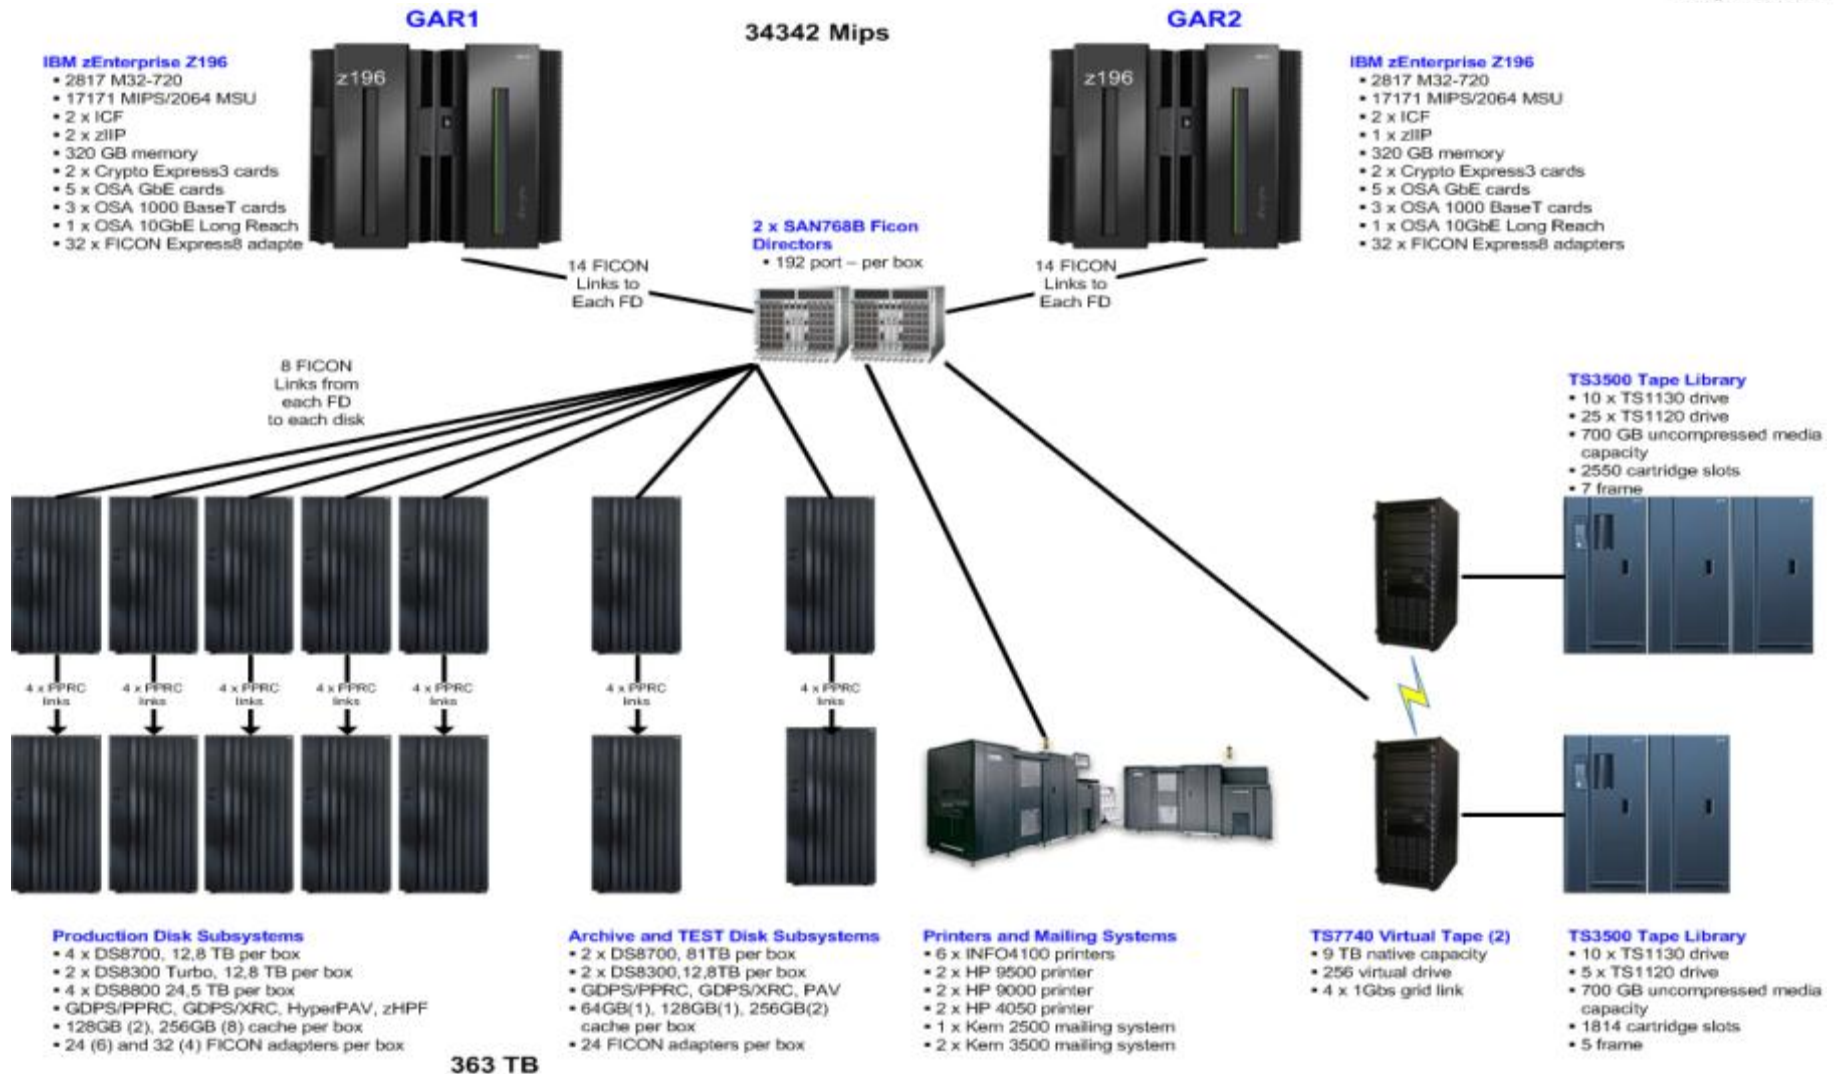 GAR1
34342 Mips
GAR2
IBM zEnterprise Z196
▪ 2817 M32-720
▪ 17171 MIPS/2064 MSU
▪ 2 x ICF
▪ 2 x zIIP
▪ 320 GB memory
▪ 2 x Crypto Express3 cards
▪ 5 x OSA GbE cards
▪ 3 x OSA 1000 BaseT cards
▪ 1 x OSA 10GbE Long Reach
▪ 32 x FICON Express8 adapte
z196
z196
IBM zEnterprise Z196
▪ 2817 M32-720
▪ 17171 MIPS/2064 MSU
▪ 2 x ICF
▪ 1 x zIIP
▪ 320 GB memory
▪ 2 x Crypto Express3 cards
▪ 5 x OSA GbE cards
▪ 3 x OSA 1000 BaseT cards
▪ 1 x OSA 10GbE Long Reach
▪ 32 x FICON Express8 adapters
2 x SAN768B Ficon
Directors
▪ 192 port – per box
14 FICON
Links to
Each FD
14 FICON
Links to
Each FD
8 FICON
Links from
each FD
to each disk
TS3500 Tape Library
▪ 10 x TS1130 drive
▪ 25 x TS1120 drive
▪ 700 GB uncompressed media
capacity
▪ 2550 cartridge slots
▪ 7 frame
4 x PPRC
links
4 x PPRC
links
4 x PPRC
links
4 x PPRC
links
4 x PPRC
links
4 x PPRC
links
4 x PPRC
links
Production Disk Subsystems
▪ 4 x DS8700, 12,8 TB per box
▪ 2 x DS8300 Turbo, 12,8 TB per box
▪ 4 x DS8800 24,5 TB per box
▪ GDPS/PPRC, GDPS/XRC, HyperPAV, zHPF
▪ 128GB (2), 256GB (8) cache per box
▪ 24 (6) and 32 (4) FICON adapters per box
363 TB
Archive and TEST Disk Subsystems
▪ 2 x DS8700, 81TB per box
▪ 2 x DS8300,12,8TB per box
▪ GDPS/PPRC, GDPS/XRC, PAV
▪ 64GB(1), 128GB(1), 256GB(2)
cache per box
▪ 24 FICON adapters per box
Printers and Mailing Systems
▪ 6 x INFO4100 printers
▪ 2 x HP 9500 printer
▪ 2 x HP 9000 printer
▪ 2 x HP 4050 printer
▪ 1 x Kern 2500 mailing system
▪ 2 x Kern 3500 mailing system
TS7740 Virtual Tape (2)
▪ 9 TB native capacity
▪ 256 virtual drive
▪ 4 x 1Gbs grid link
TS3500 Tape Library
▪ 10 x TS1130 drive
▪ 5 x TS1120 drive
▪ 700 GB uncompressed media
capacity
▪ 1814 cartridge slots
▪ 5 frame